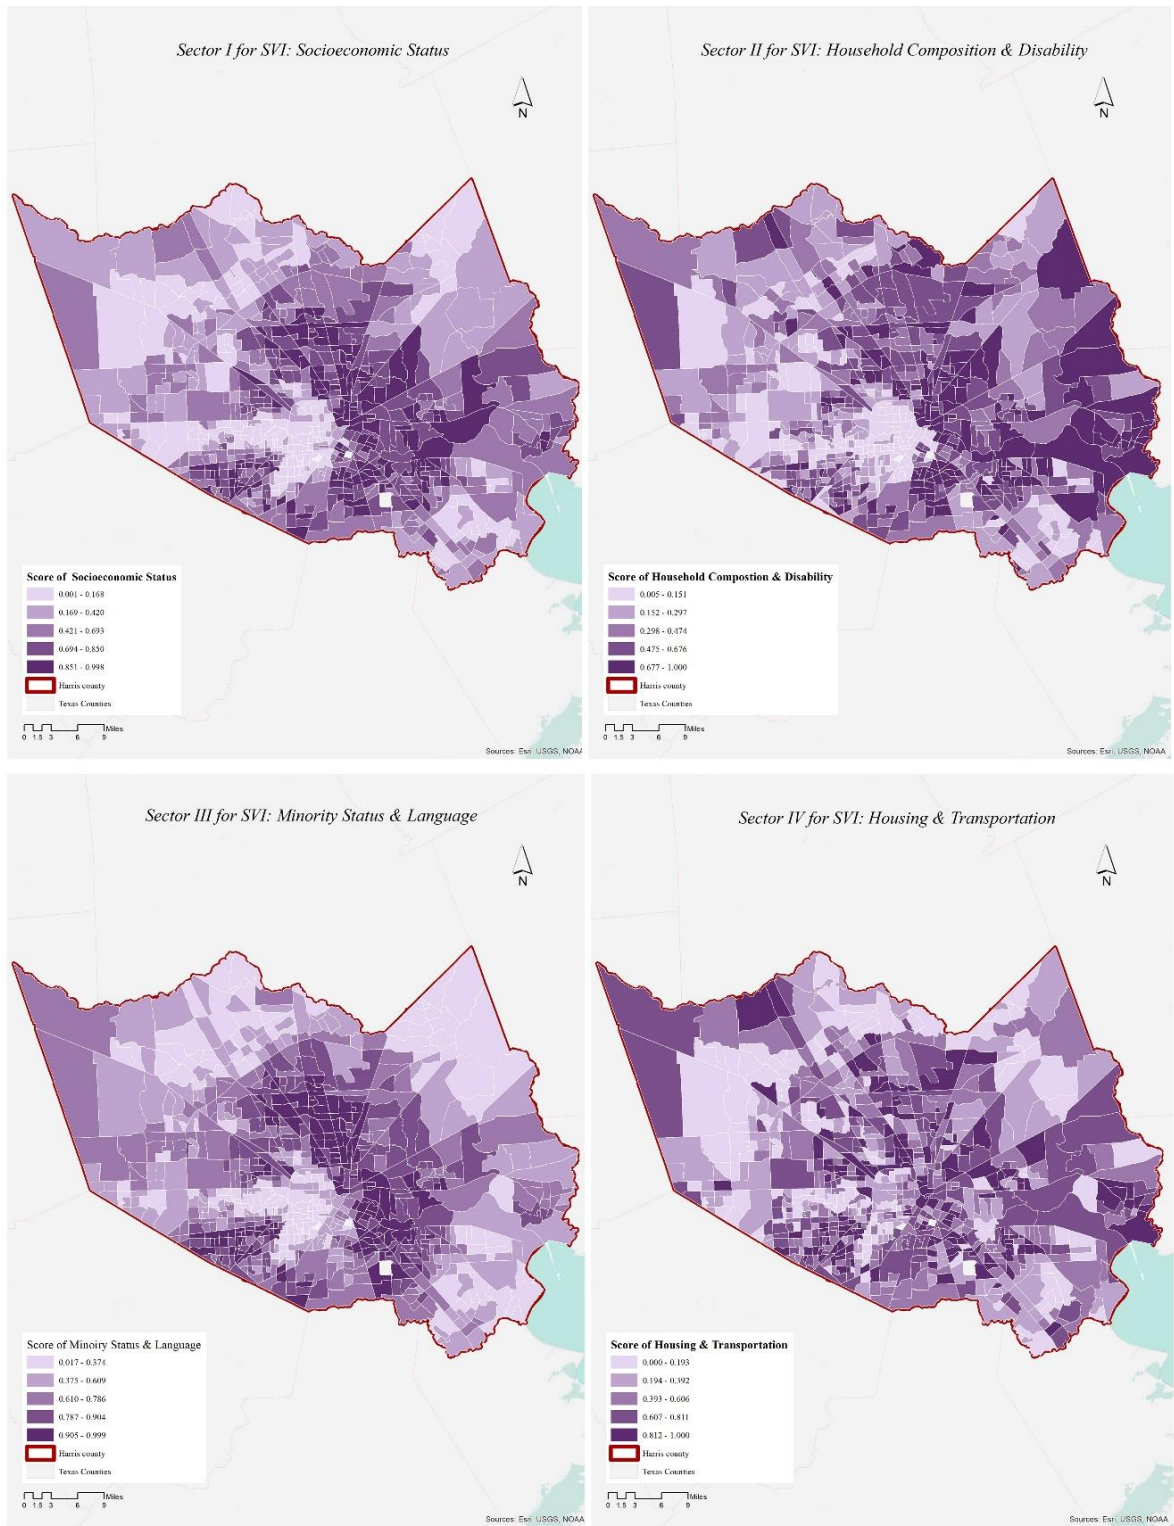 Sector I for SVI: Socioeconomic Status
N
Score of Socioeconomic Status
0.001 - 0.168
0.169 - 0.420
0.421 - 0.693
0.694 - 0.850
0.851 - 0.998
Harris county
Texas Counties
Miles
0 1.5 3 6 9
Sources: Esri, USGS, NOAA
Sector II for SVI: Household Composition & Disability
N
Score of Household Compostion & Disability
0.005 - 0.151
0.152 - 0.297
0.298 - 0.474
0.475 - 0.676
0.677 - 1.000
Harris county
Texas Counties
Miles
0 1.5 3 6 9
Sources: Esri, USGS, NOAA
Sector III for SVI: Minority Status & Language
N
Score of Minoiry Status & Language
0.017 - 0.374
0.375 - 0.609
0.610 - 0.786
0.787 - 0.904
0.905 - 0.999
Harris county
Texas Counties
Miles
0 1.5 3 6 9
Sources: Esri, USGS, NOAA
Sector IV for SVI: Housing & Transportation
N
Score of Housing & Transportation
0.000 - 0.193
0.194 - 0.392
0.393 - 0.606
0.607 - 0.811
0.812 - 1.000
Harris county
Texas Counties
Miles
0 1.5 3 6 9
Sources: Esri, USGS, NOAA